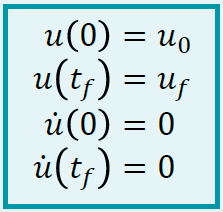 u(0) = u₀
u(t_f) = u_f
u̇(0) = 0
u̇(t_f) = 0